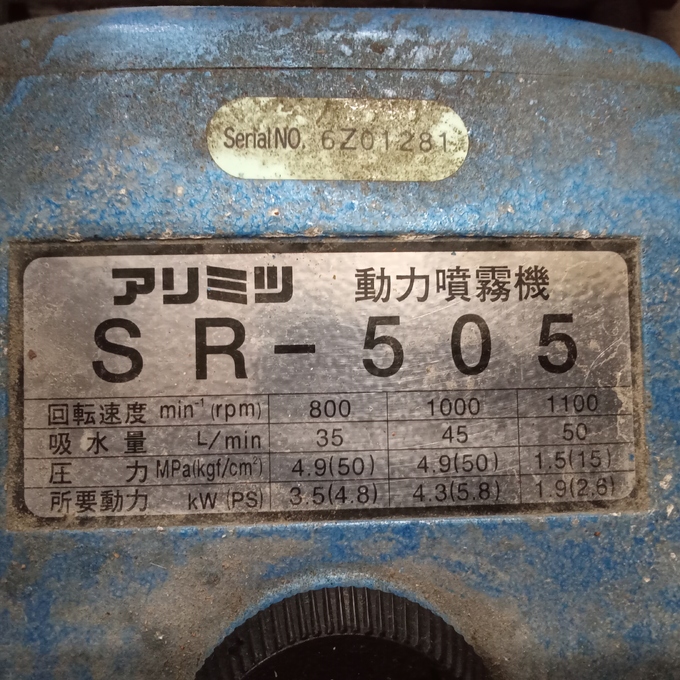 Serial NO. 6Z01281
アリミツ 動力噴霧機
SR-505
回転速度 min⁻¹(rpm) 800 1000 1100
吸水量 L/min 35 45 50
圧力 MPa(kgf/cm²) 4.9(50) 4.9(50) 1.5(15)
所要動力 kW (PS) 3.5(4.8) 4.3(5.8) 1.9(2.6)